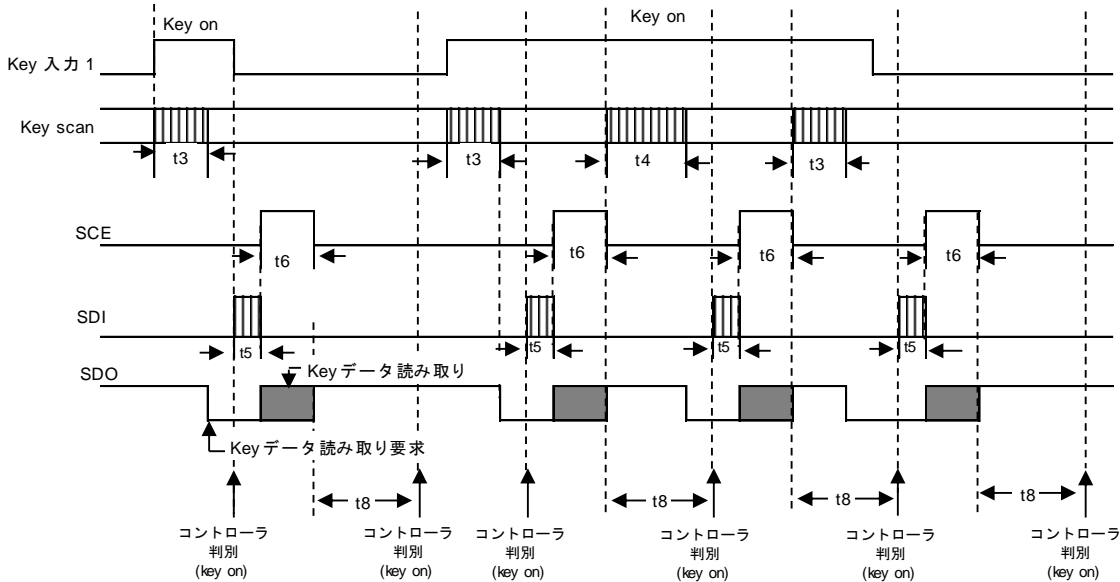 Key on
Key on
Key 入力 1
Key scan
t3
t3
t4
t3
SCE
t6
t6
t6
t6
SDI
t5
t5
t5
t5
SDO
Keyデータ読み取り
Keyデータ読み取り要求
t8
t8
t8
t8
コントローラ
判別
(key on)
コントローラ
判別
(key on)
コントローラ
判別
(key on)
コントローラ
判別
(key on)
コントローラ
判別
(key on)
コントローラ
判別
(key on)